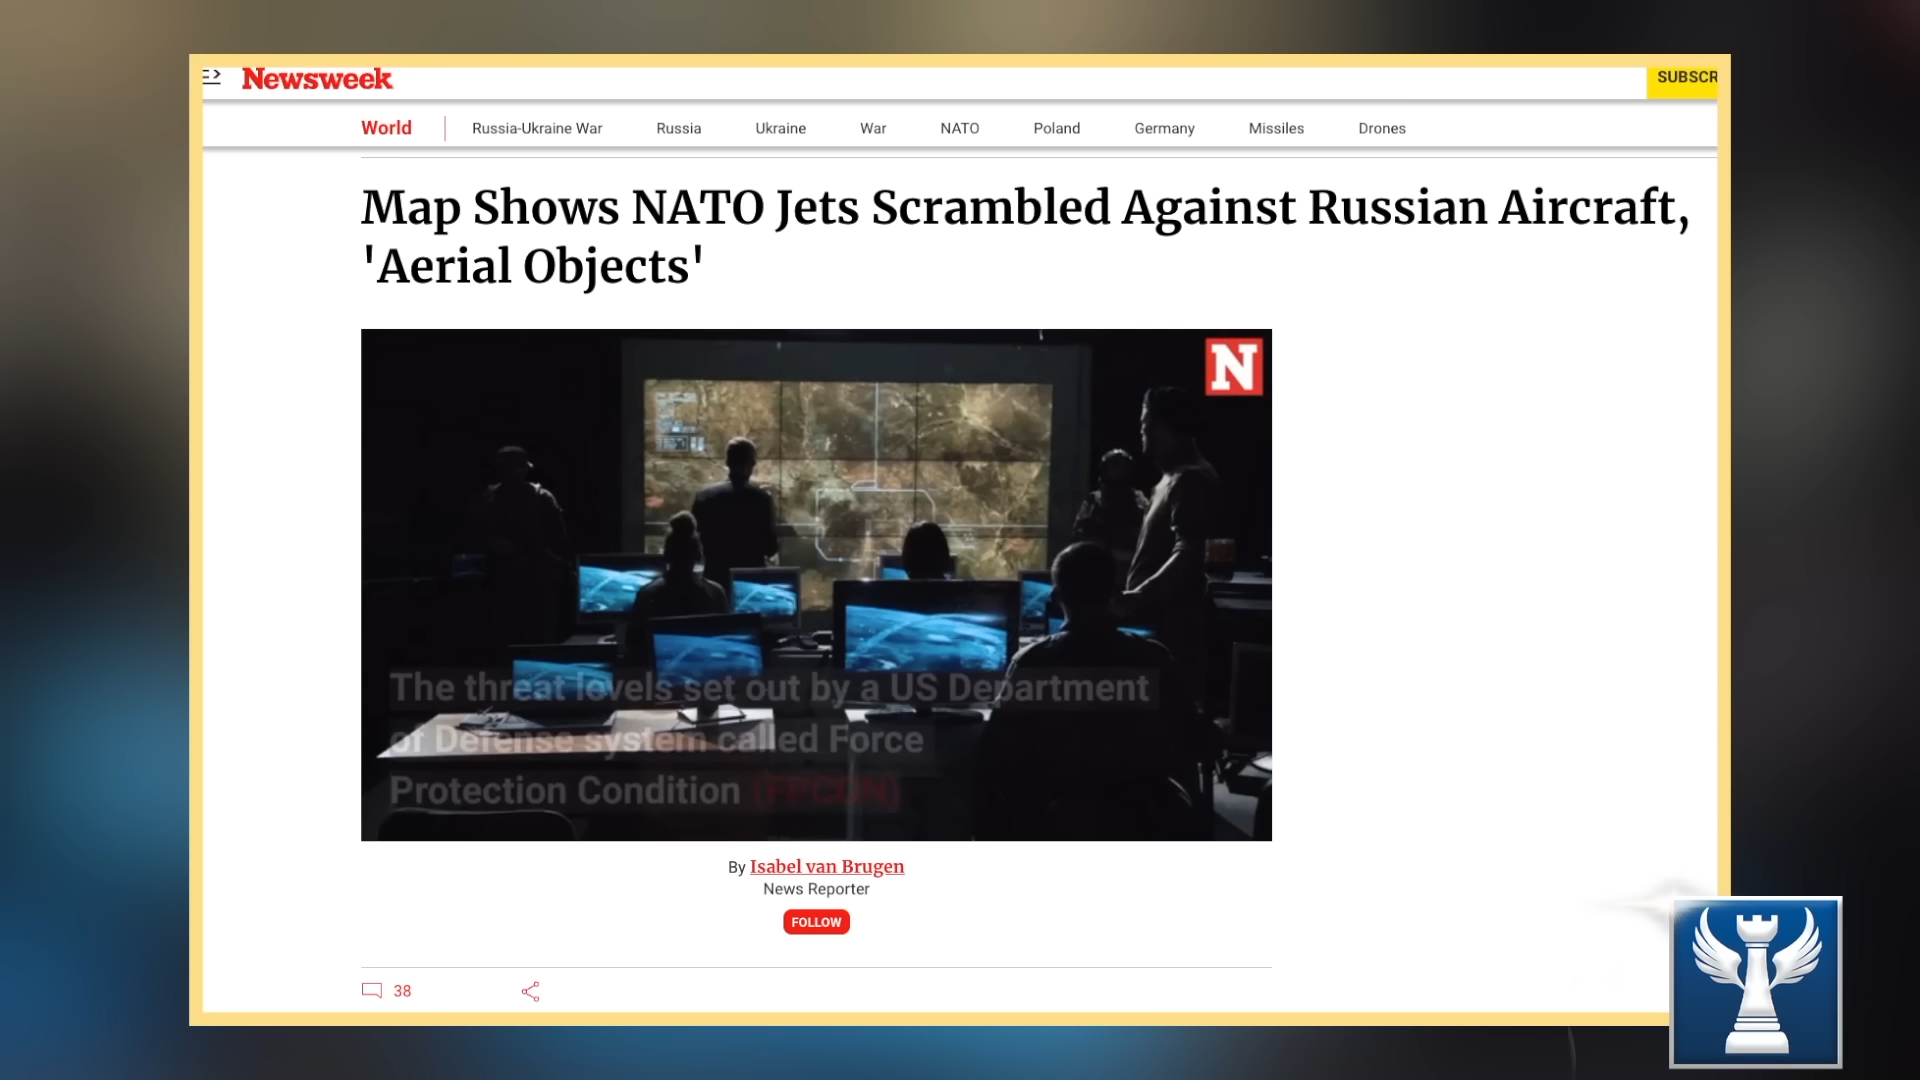 Newsweek
SUBSCR
World
Russia-Ukraine War
Russia
Ukraine
War
NATO
Poland
Germany
Missiles
Drones
Map Shows NATO Jets Scrambled Against Russian Aircraft,
'Aerial Objects'
N
The threat levels set out by a US Department
of Defense system called Force
Protection Condition (FPCON)
By Isabel van Brugen
News Reporter
FOLLOW
38